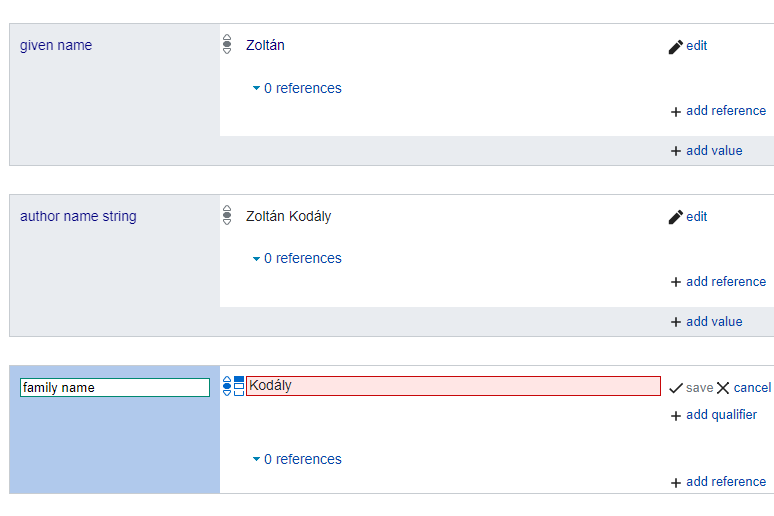 given name
Zoltán
edit
0 references
+ add reference
+ add value
author name string
Zoltán Kodály
edit
0 references
+ add reference
+ add value
family name
Kodály
save cancel
+ add qualifier
0 references
+ add reference